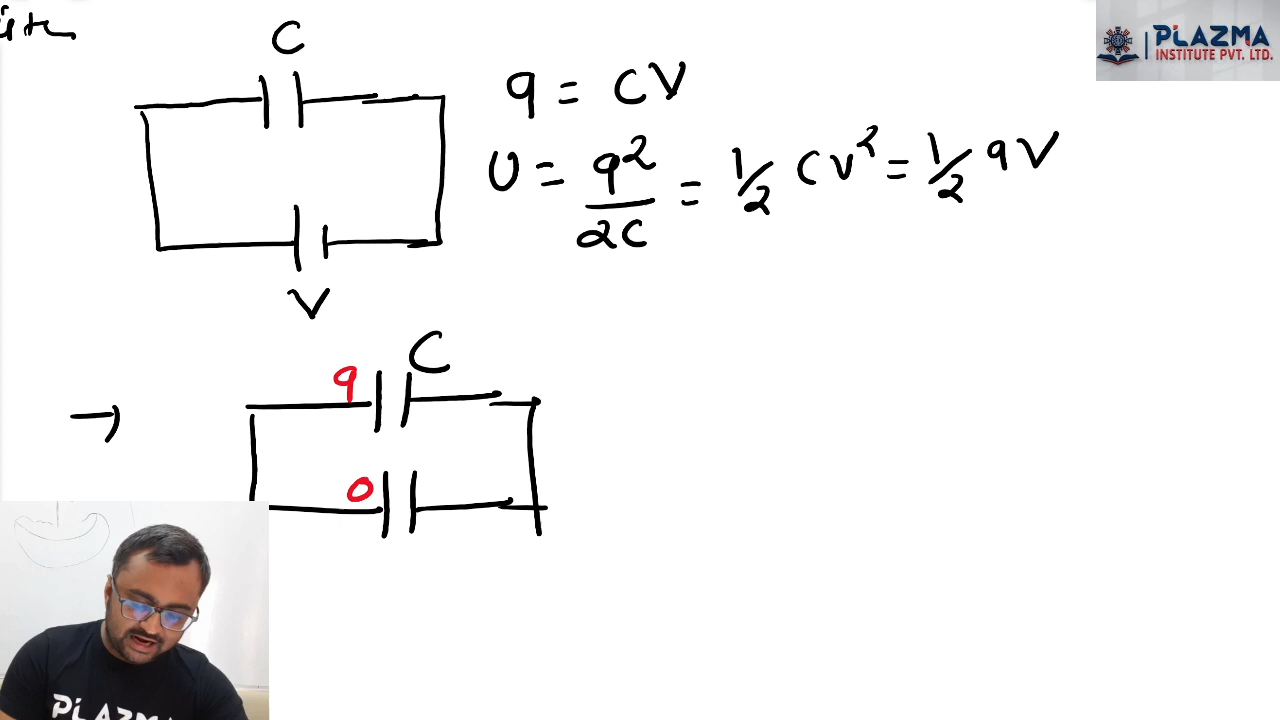 C
PLAZMA
INSTITUTE PVT. LTD.
q = CV
U = q²/2C = 1/2 CV² = 1/2 qV
V
C
q
→
0
PLAZMA